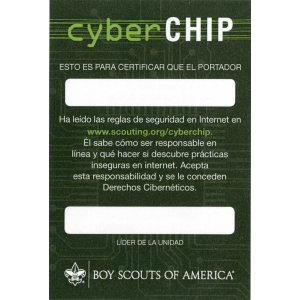 cyber CHIP
ESTO ES PARA CERTIFICAR QUE EL PORTADOR
Ha leído las reglas de seguridad en Internet en
www.scouting.org/cyberchip.
Él sabe cómo ser responsable en
línea y qué hacer si descubre prácticas
inseguras en internet. Acepta
esta responsabilidad y se le conceden
Derechos Cibernéticos.
LÍDER DE LA UNIDAD
BOY SCOUTS OF AMERICA®